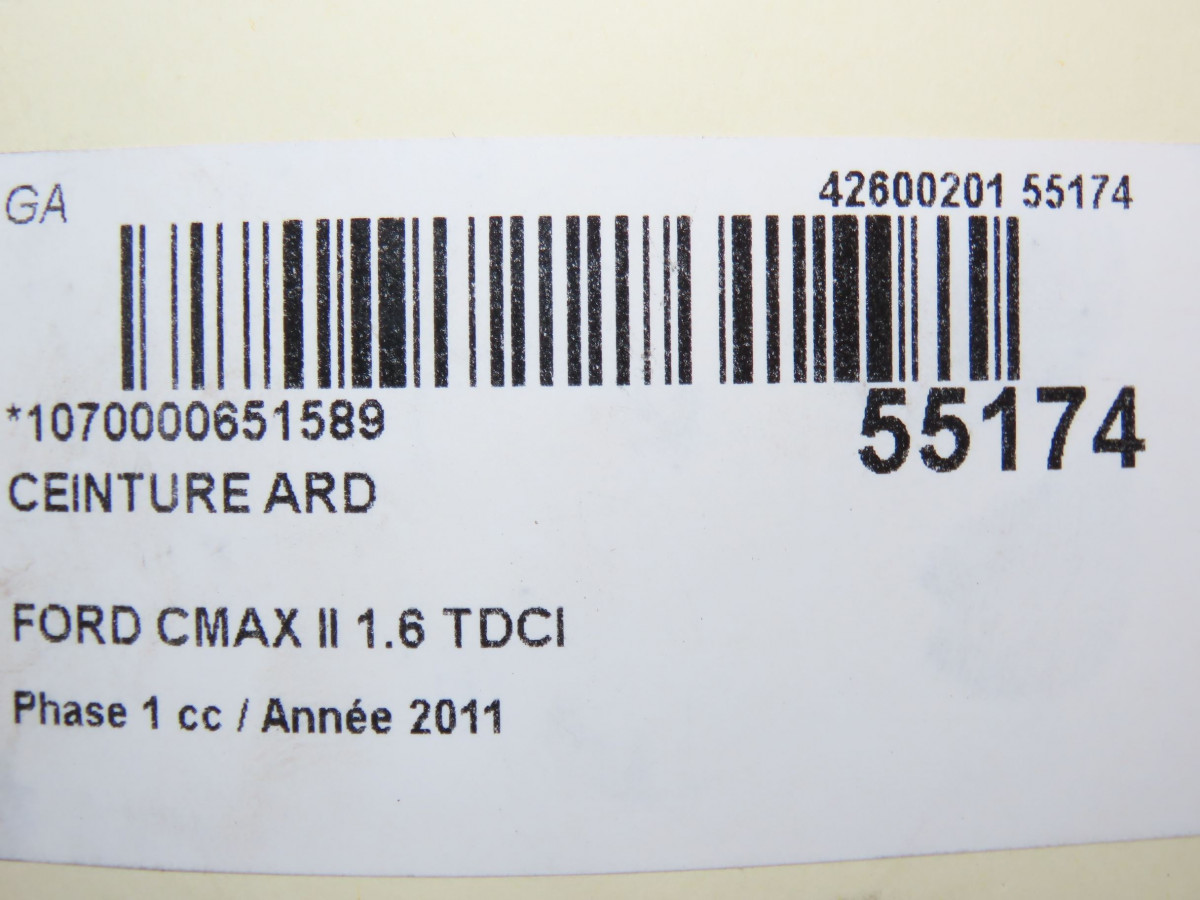 GA
42600201 55174
*1070000651589
55174
CEINTURE ARD
FORD CMAX II 1.6 TDCI
Phase 1 cc / Année 2011